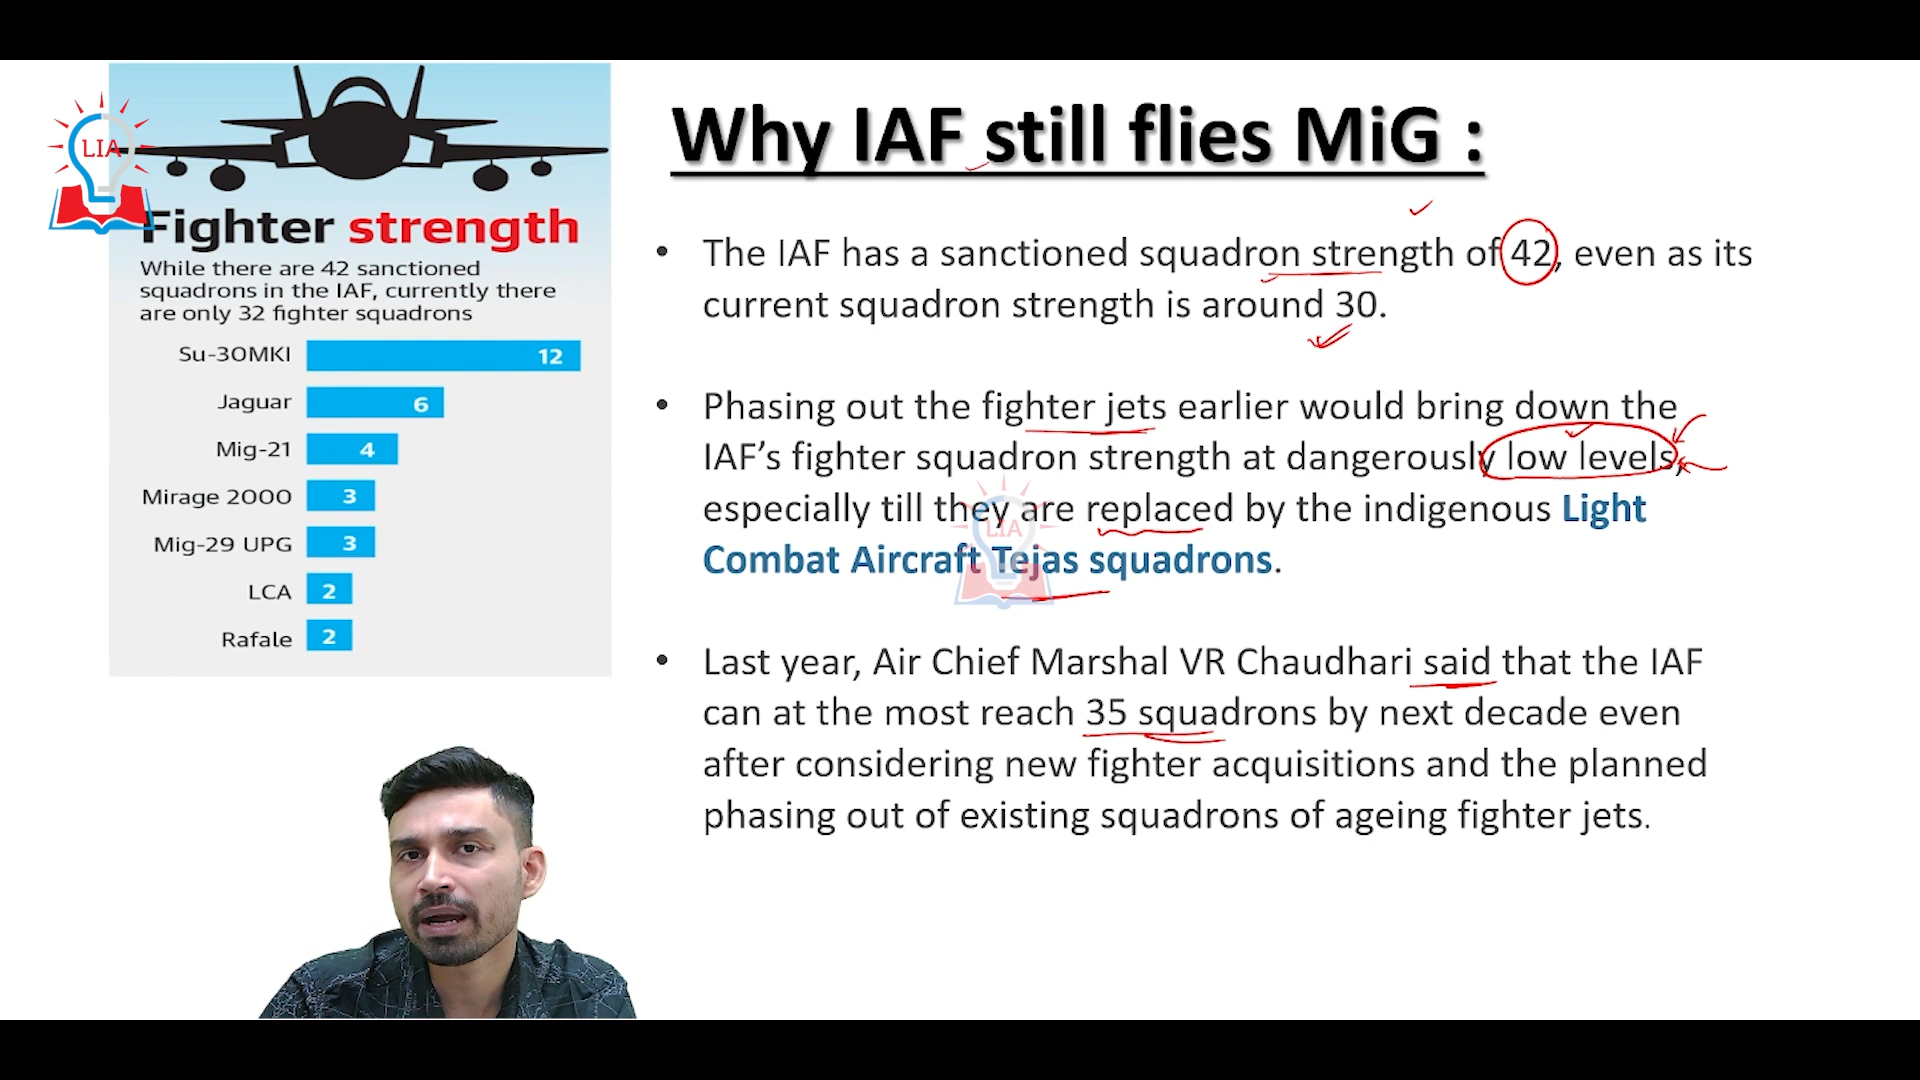 LIA
Fighter strength
While there are 42 sanctioned
squadrons in the IAF, currently there
are only 32 fighter squadrons
Su-30MKI 12
Jaguar 6
Mig-21 4
Mirage 2000 3
Mig-29 UPG 3
LCA 2
Rafale 2
Why IAF still flies MiG :
• The IAF has a sanctioned squadron strength of 42, even as its
current squadron strength is around 30.
• Phasing out the fighter jets earlier would bring down the
IAF’s fighter squadron strength at dangerously low levels,
especially till they are replaced by the indigenous Light
Combat Aircraft Tejas squadrons.
LIA
• Last year, Air Chief Marshal VR Chaudhari said that the IAF
can at the most reach 35 squadrons by next decade even
after considering new fighter acquisitions and the planned
phasing out of existing squadrons of ageing fighter jets.